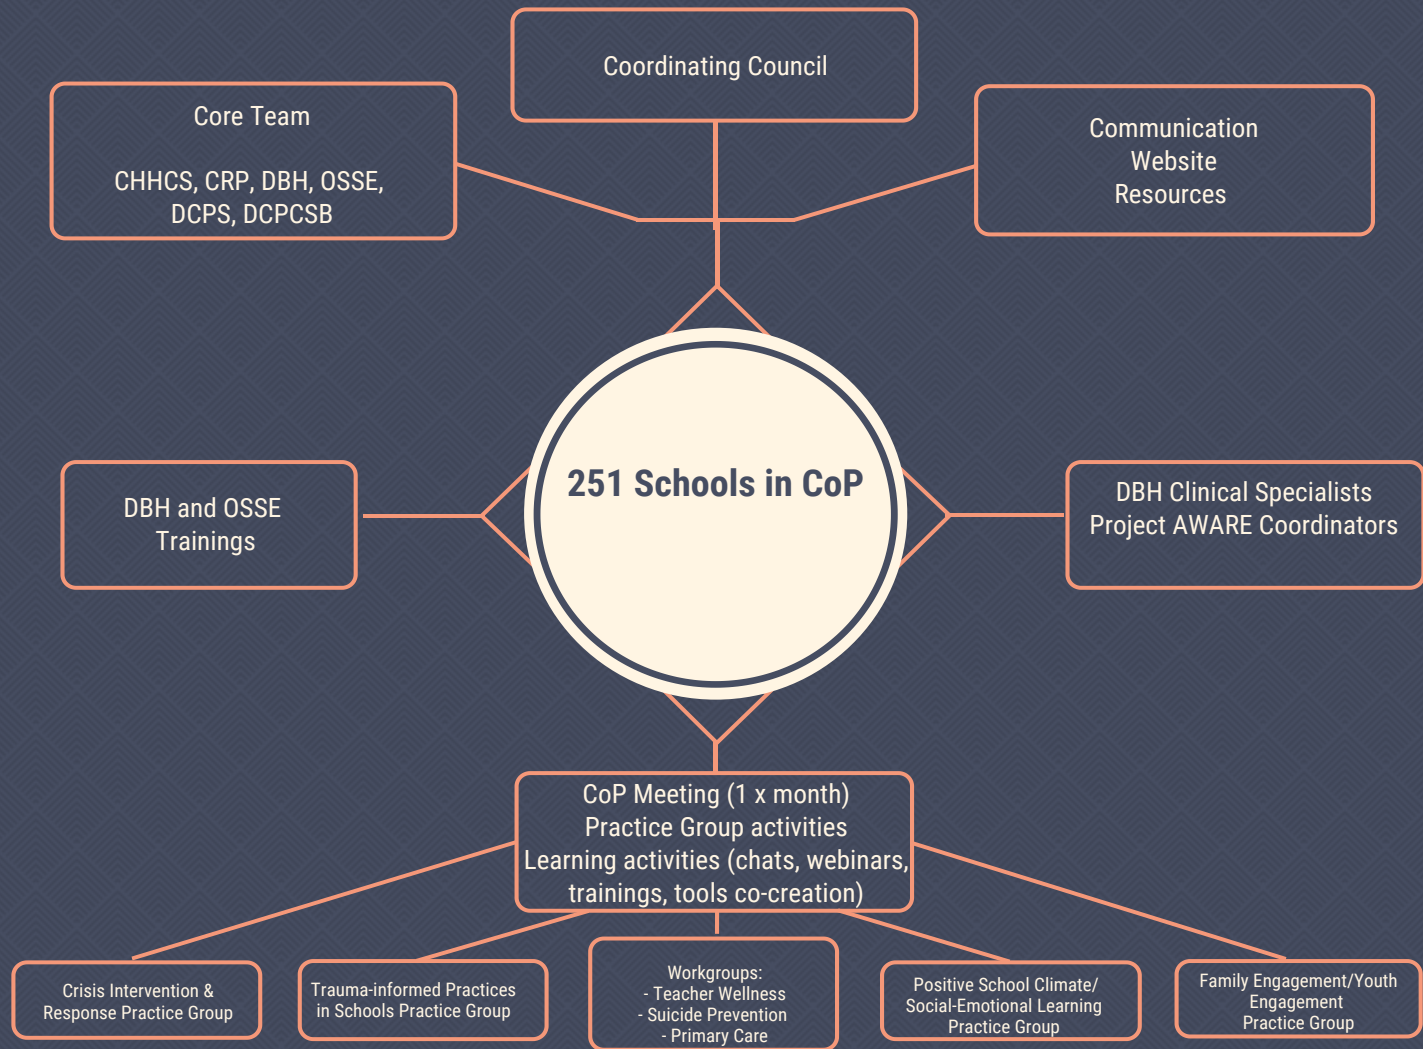 Coordinating Council
Core Team
CHHCS, CRP, DBH, OSSE,
DCPS, DCPCSB
Communication
Website
Resources
251 Schools in CoP
DBH and OSSE
Trainings
DBH Clinical Specialists
Project AWARE Coordinators
CoP Meeting (1 x month)
Practice Group activities
Learning activities (chats, webinars,
trainings, tools co-creation)
Crisis Intervention &
Response Practice Group
Trauma-informed Practices
in Schools Practice Group
Workgroups:
- Teacher Wellness
- Suicide Prevention
- Primary Care
Positive School Climate/
Social-Emotional Learning
Practice Group
Family Engagement/Youth
Engagement
Practice Group